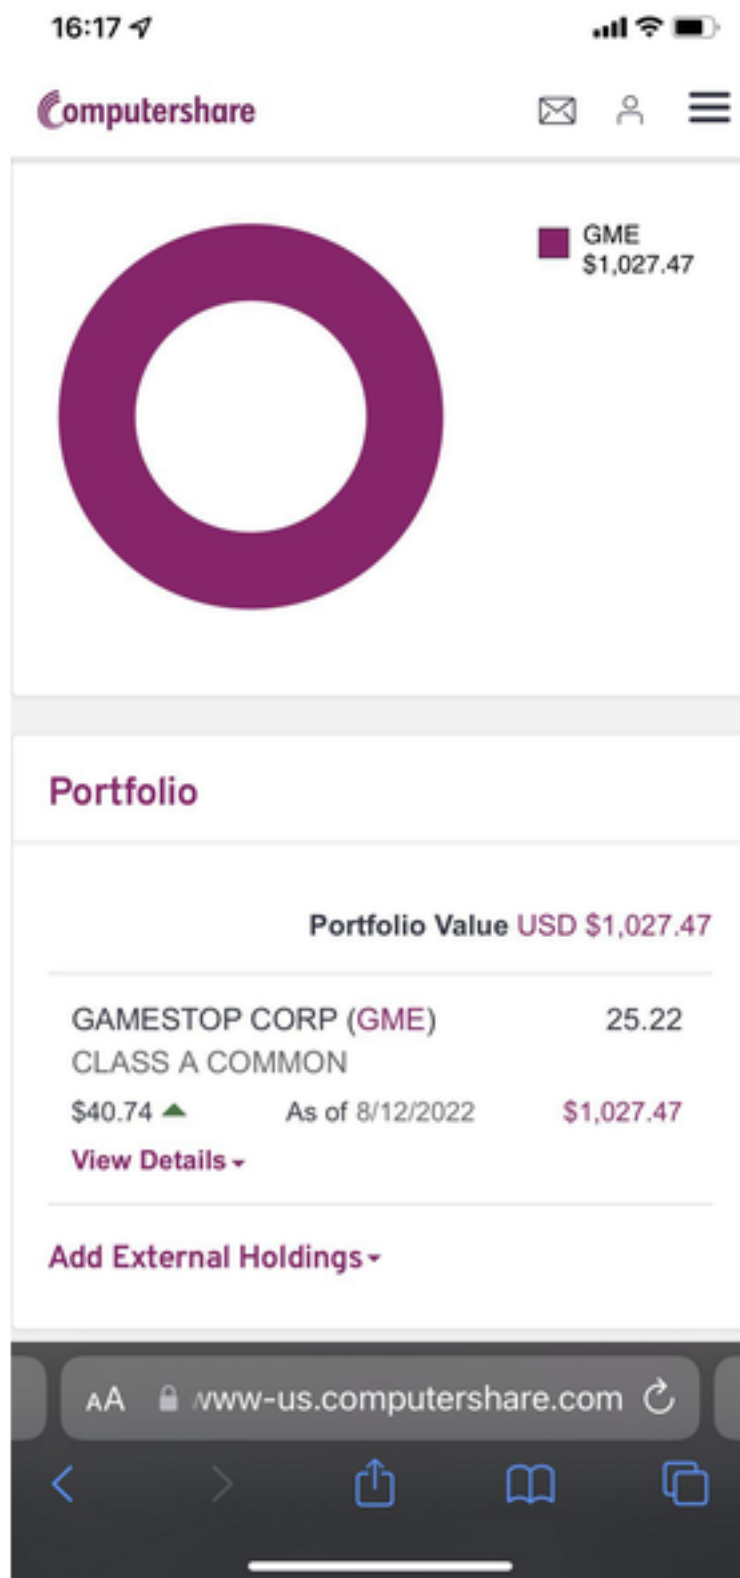 16:17
Computershare
GME
$1,027.47
Portfolio
Portfolio Value USD $1,027.47
GAMESTOP CORP (GME) 25.22
CLASS A COMMON
$40.74 As of 8/12/2022 $1,027.47
View Details
Add External Holdings
AA www-us.computershare.com